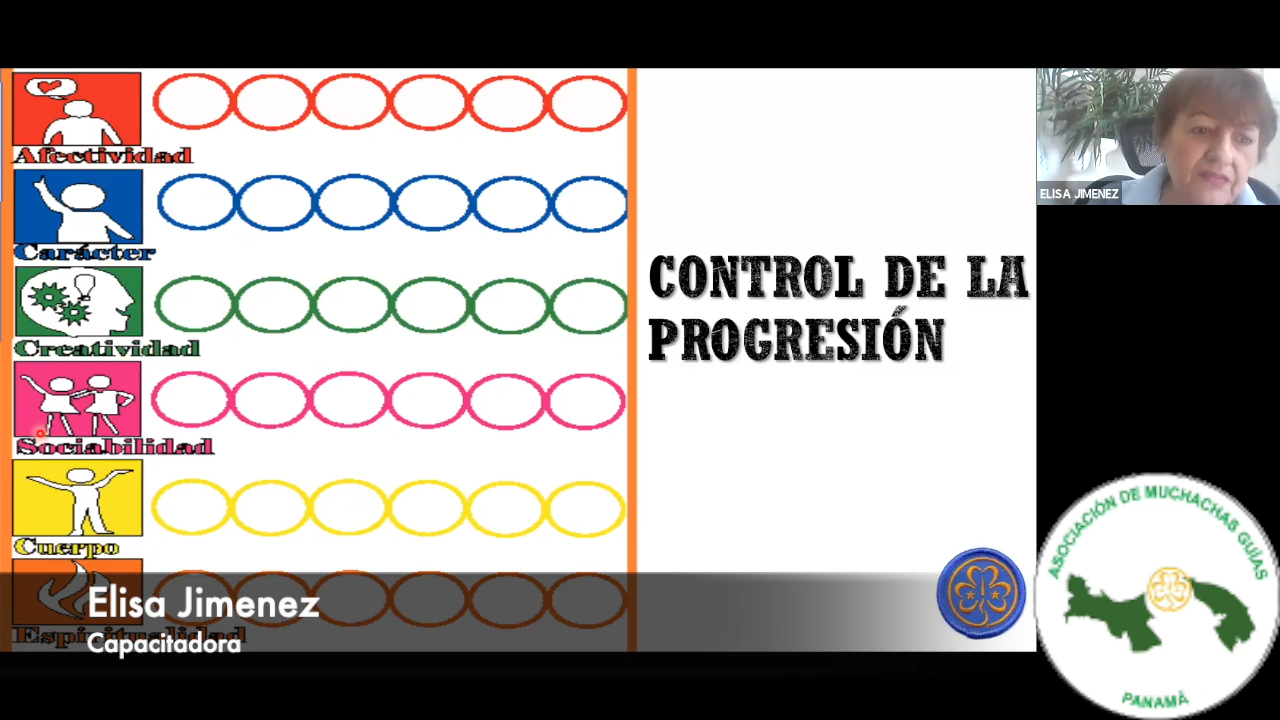 Afectividad
Carácter
Creatividad
Sociabilidad
Cuerpo
Espiritualidad
CONTROL DE LA
PROGRESIÓN
ELISA JIMENEZ
Elisa Jimenez
Capacitadora
ASOCIACIÓN DE MUCHACHAS GUÍAS
PANAMÁ